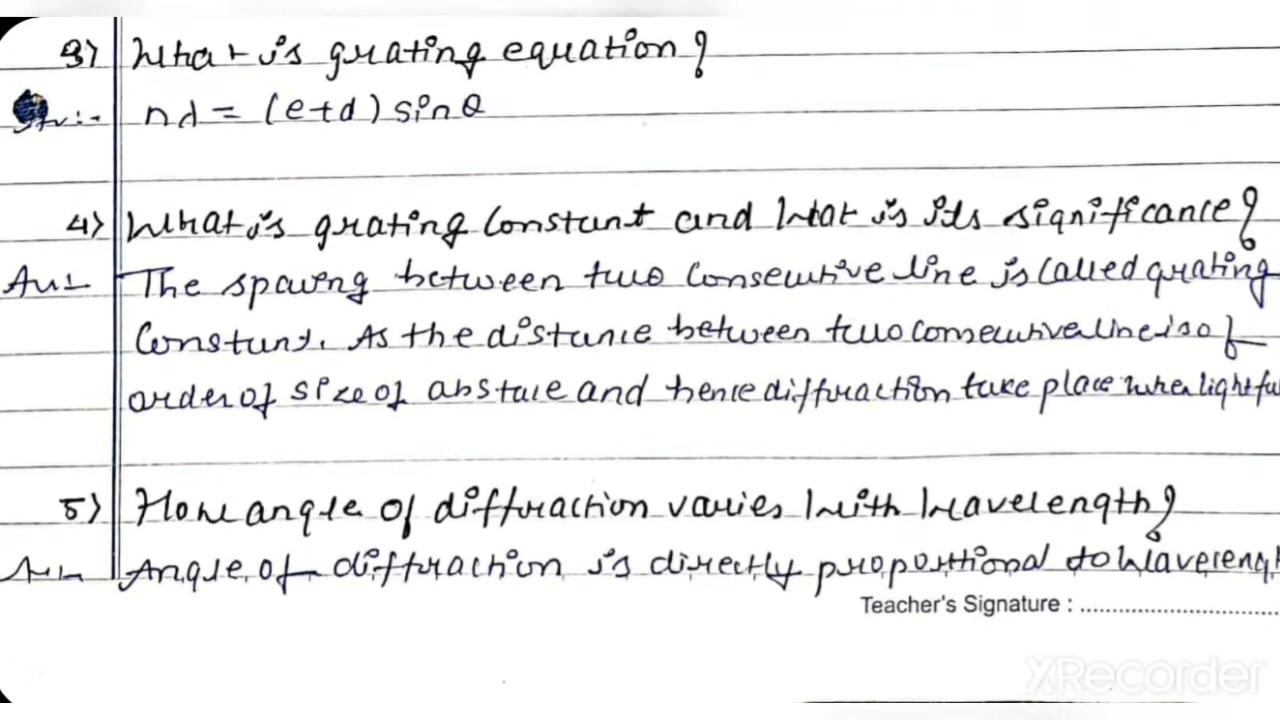 3) What is grating equation?
Ans:- nλ = (e+d) sinθ
4) What is grating constant and what is its significance?
Ans The spacing between two consecutive line is called grating
constant. As the distance between two consecutive line is of
order of size of obstacle and hence diffraction take place when light fa
5) How angle of diffraction varies with wavelength?
Ans Angle of diffraction is directly proportional to waveleng
Teacher's Signature : ..............................
XRecorder